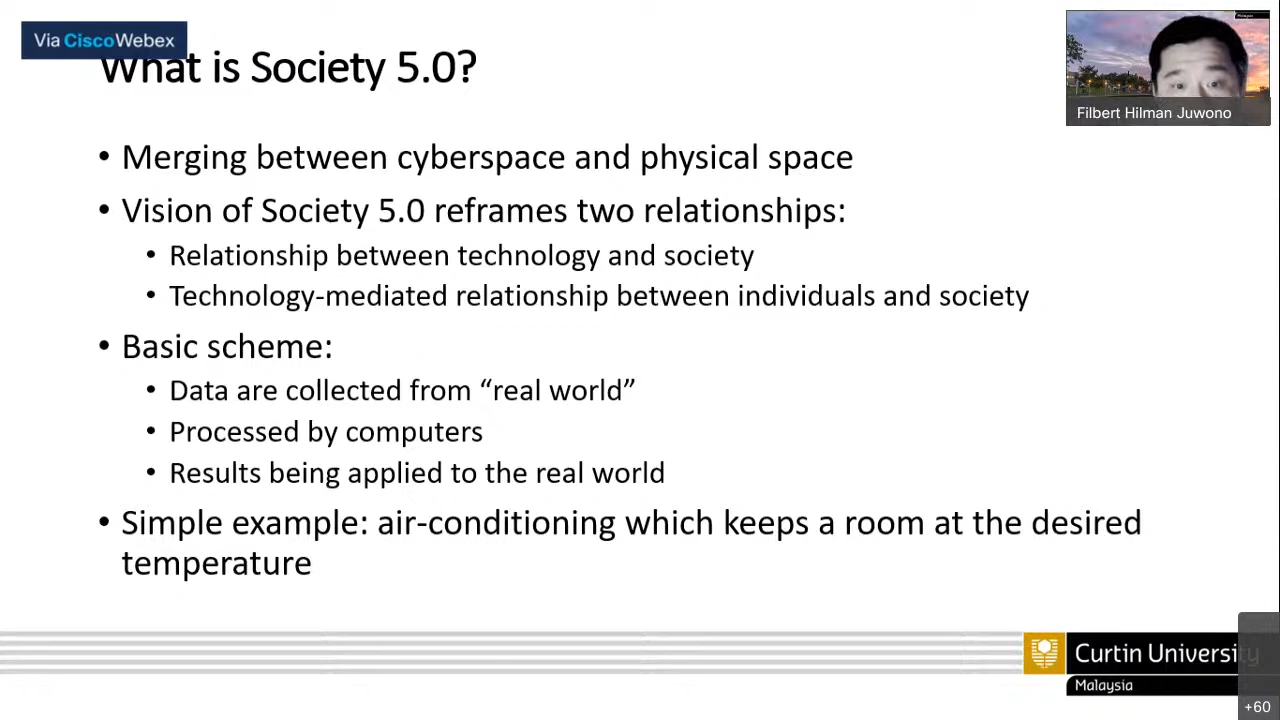 Via CiscoWebex
What is Society 5.0?
Filbert Hilman Juwono
• Merging between cyberspace and physical space
• Vision of Society 5.0 reframes two relationships:
• Relationship between technology and society
• Technology-mediated relationship between individuals and society
• Basic scheme:
• Data are collected from “real world”
• Processed by computers
• Results being applied to the real world
• Simple example: air-conditioning which keeps a room at the desired
temperature
Curtin University
Malaysia
+60